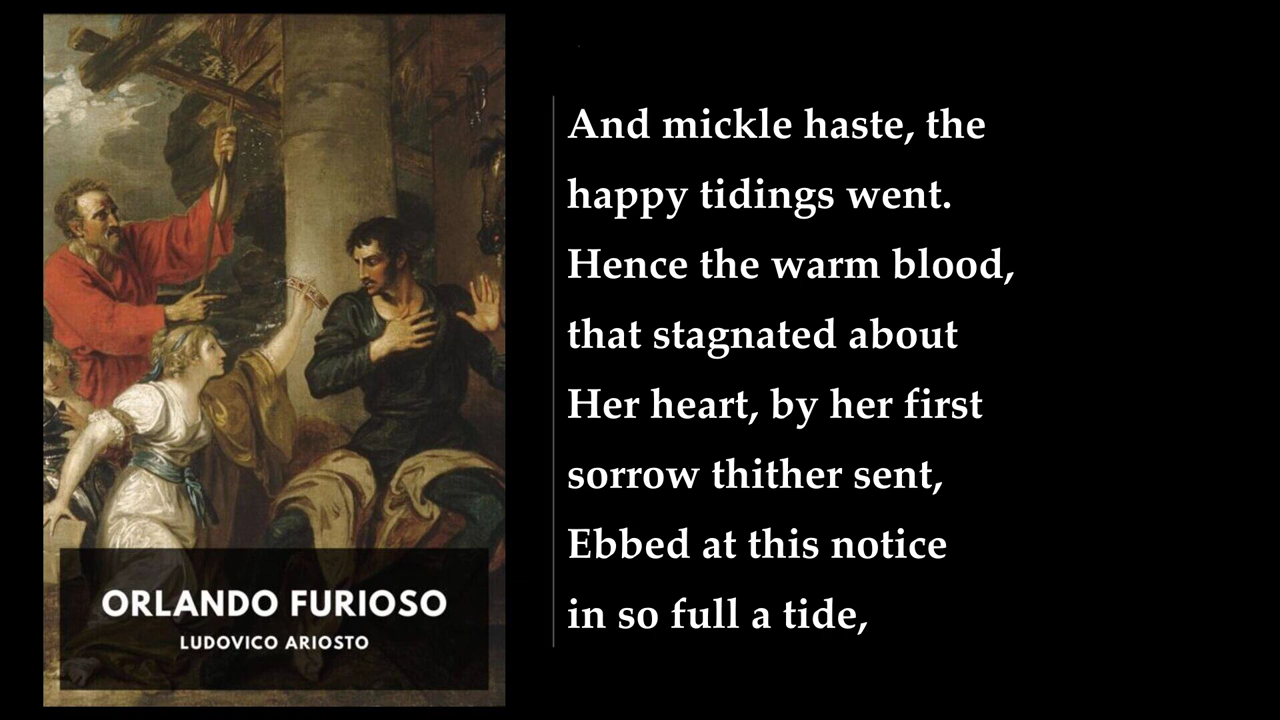 ORLANDO FURIOSO
LUDOVICO ARIOSTO
And mickle haste, the
happy tidings went.
Hence the warm blood,
that stagnated about
Her heart, by her first
sorrow thither sent,
Ebbed at this notice
in so full a tide,